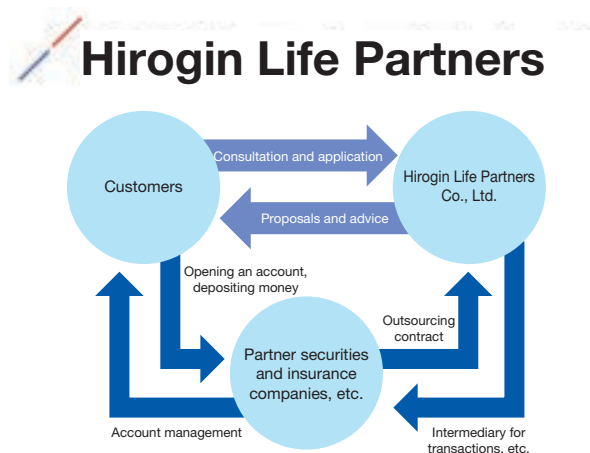 Hirogin Life Partners
Consultation and application
Customers
Hirogin Life Partners
Co., Ltd.
Proposals and advice
Opening an account,
depositing money
Outsourcing
contract
Partner securities
and insurance
companies, etc.
Account management
Intermediary for
transactions, etc.